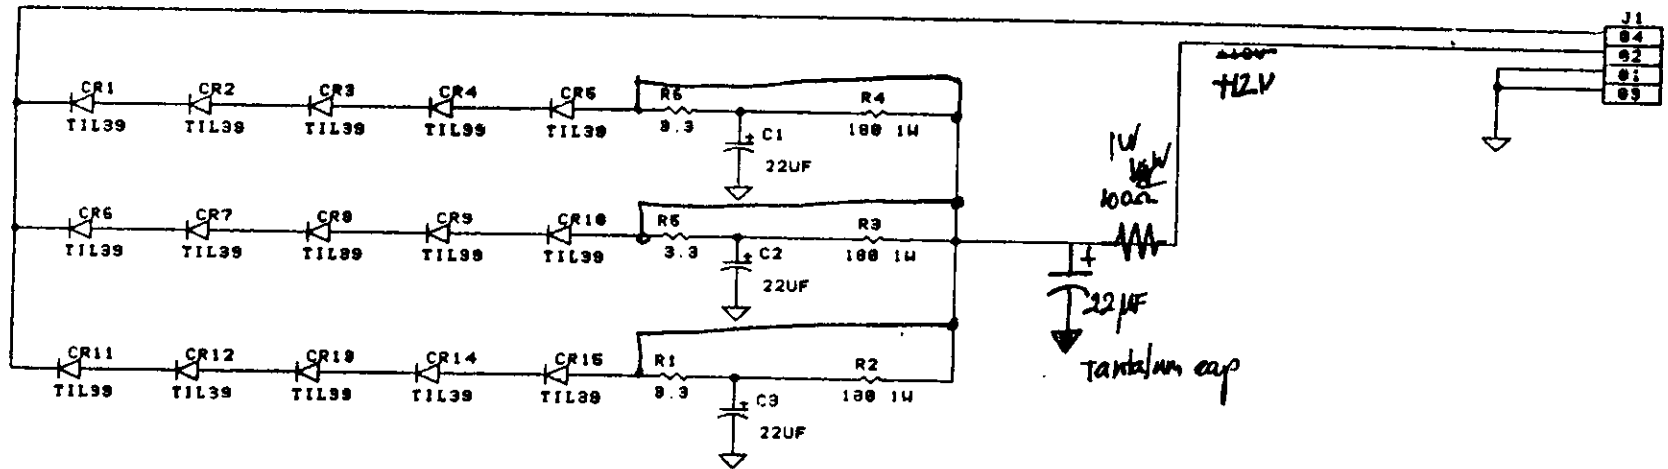 J1
04
02
01
03
+12V
CR1 CR2 CR3 CR4 CR5 R6 R4
TIL39 TIL39 TIL39 TIL39 TIL39 3.3 180 1W
C1
22UF
1W
100Ω
CR6 CR7 CR8 CR9 CR10 R5 R3
TIL39 TIL39 TIL39 TIL39 TIL39 3.3 180 1W
C2
22UF
+
22µF
Tantalum cap
CR11 CR12 CR13 CR14 CR15 R1 R2
TIL39 TIL39 TIL39 TIL39 TIL39 3.3 180 1W
C3
22UF